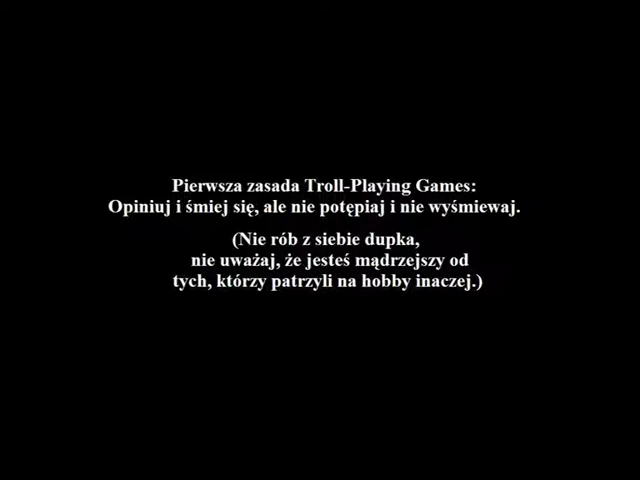 Pierwsza zasada Troll-Playing Games:
Opiniuj i śmiej się, ale nie potępiaj i nie wyśmiewaj.
(Nie rób z siebie dupka,
nie uważaj, że jesteś mądrzejszy od
tych, którzy patrzyli na hobby inaczej.)